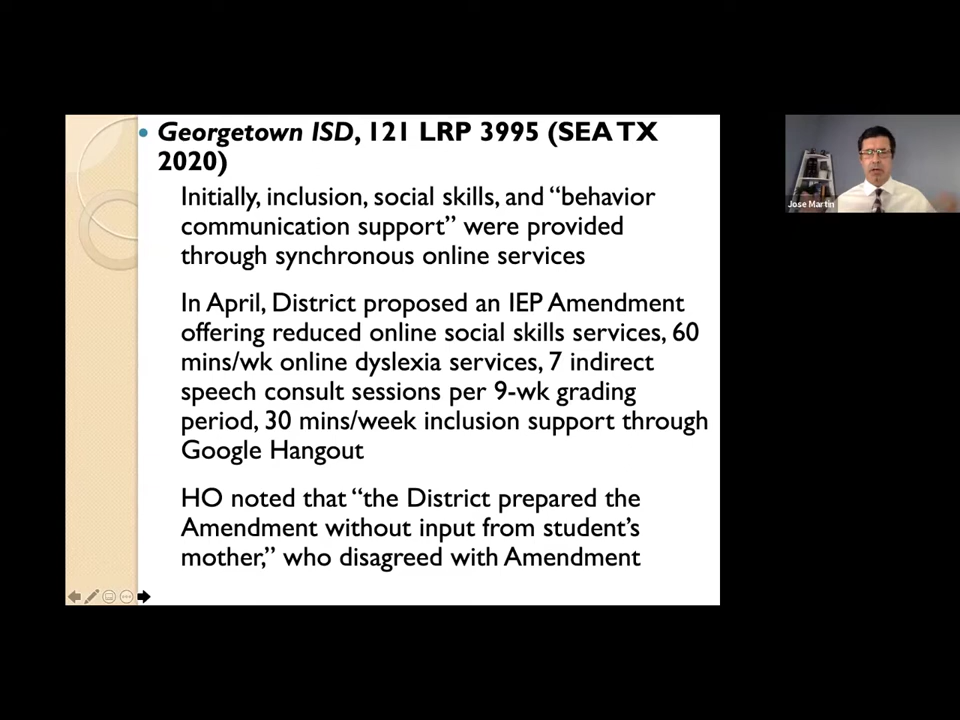 Georgetown ISD, 121 LRP 3995 (SEA TX
2020)
Initially, inclusion, social skills, and “behavior
communication support” were provided
through synchronous online services
In April, District proposed an IEP Amendment
offering reduced online social skills services, 60
mins/wk online dyslexia services, 7 indirect
speech consult sessions per 9-wk grading
period, 30 mins/week inclusion support through
Google Hangout
HO noted that “the District prepared the
Amendment without input from student’s
mother,” who disagreed with Amendment
Jose Martin